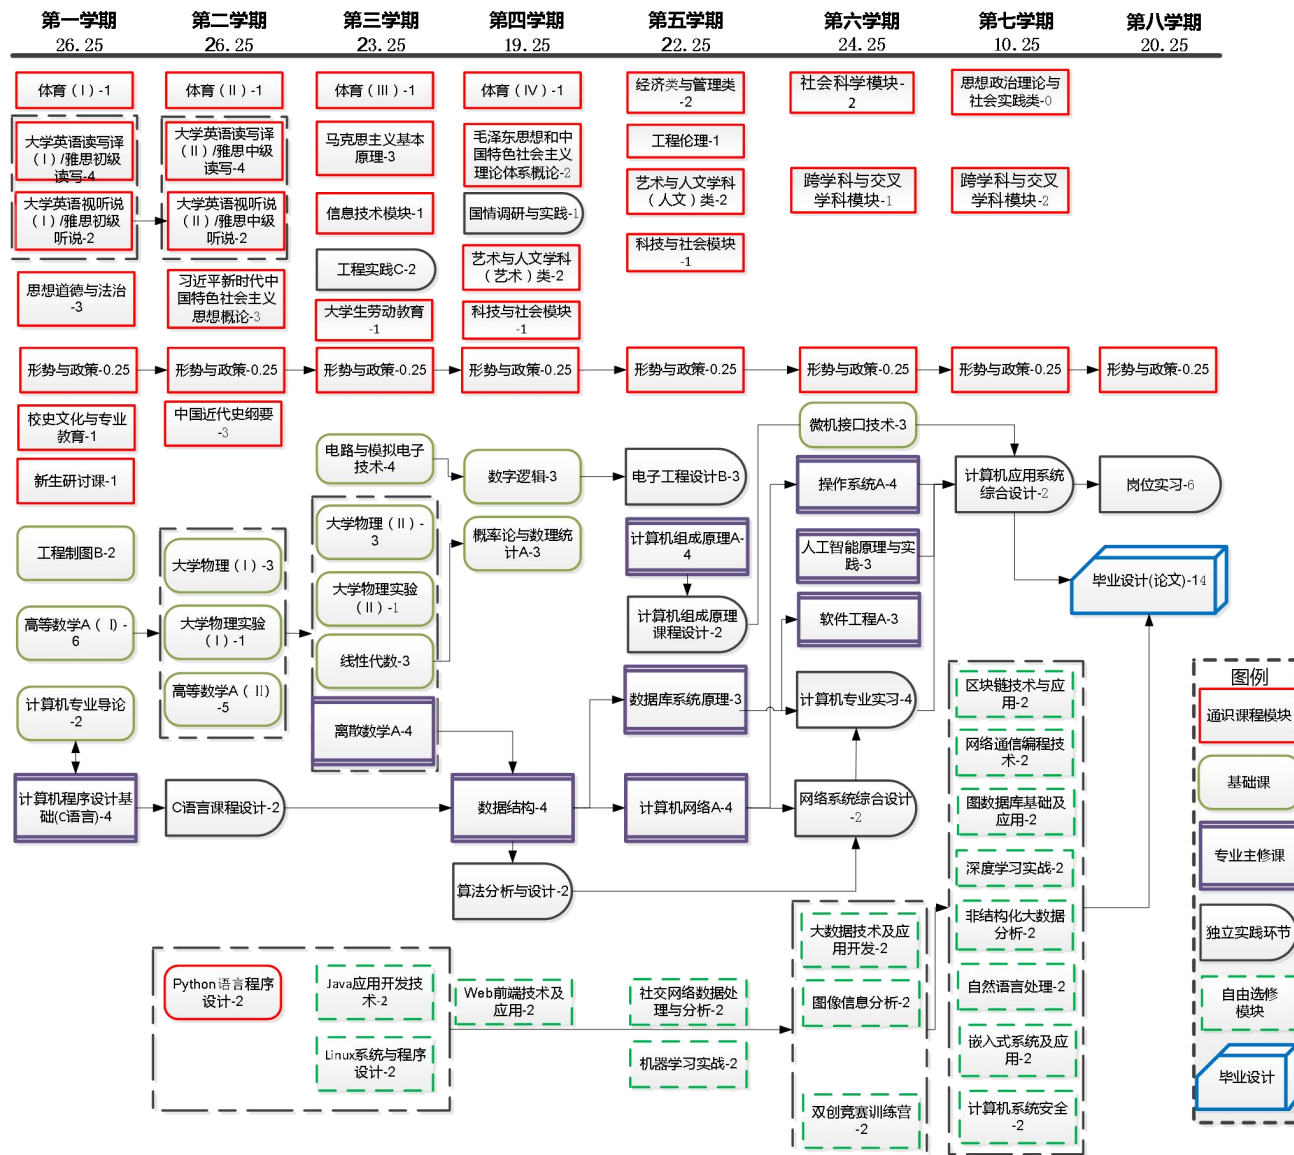 第一学期
26. 25
第二学期
26. 25
第三学期
23. 25
第四学期
19. 25
第五学期
22. 25
第六学期
24. 25
第七学期
10. 25
第八学期
20. 25
体育（I）-1
体育（II）-1
体育（III）-1
体育（IV）-1
经济类与管理类
-2
社会科学模块-
2
思想政治理论与
社会实践类-0
大学英语读写译
（I）/雅思初级
读写-4
大学英语读写译
（II）/雅思中级
读写-4
马克思主义基本
原理-3
毛泽东思想和中
国特色社会主义
理论体系概论-2
工程伦理-1
大学英语视听说
（I）/雅思初级
听说-2
大学英语视听说
（II）/雅思中级
听说-2
信息技术模块-1
国情调研与实践-1
艺术与人文学科
（人文）类-2
跨学科与交叉
学科模块-1
跨学科与交叉
学科模块-2
思想道德与法治
-3
习近平新时代中
国特色社会主义
思想概论-3
工程实践C-2
艺术与人文学科
（艺术）类-2
科技与社会模块
-1
大学生劳动教育
-1
科技与社会模块
-1
形势与政策-0.25
形势与政策-0.25
形势与政策-0.25
形势与政策-0.25
形势与政策-0.25
形势与政策-0.25
形势与政策-0.25
形势与政策-0.25
校史文化与专业
教育-1
中国近代史纲要
-3
微机接口技术-3
新生研讨课-1
电路与模拟电子
技术-4
数字逻辑-3
电子工程设计B-3
操作系统A-4
计算机应用系统
综合设计-2
岗位实习-6
工程制图B-2
大学物理（I）-3
大学物理（II）-
3
概率论与数理统
计A-3
计算机组成原理A-
4
人工智能原理与实
践-3
毕业设计(论文)-14
高等数学A（ I)-
6
大学物理实验
（I）-1
大学物理实验
（II）-1
计算机组成原理
课程设计-2
软件工程A-3
线性代数-3
计算机专业导论
-2
高等数学A（ II)
-5
离散数学A-4
数据库系统原理-3
计算机专业实习-4
区块链技术与应
用-2
计算机程序设计基
础(C语言)-4
C语言课程设计-2
数据结构-4
计算机网络A-4
网络系统综合设计
-2
网络通信编程技
术-2
图数据库基础及
应用-2
算法分析与设计-2
深度学习实战-2
大数据技术及应
用开发-2
非结构化大数据
分析-2
Python语言程序
设计-2
Java应用开发技
术-2
Web前端技术及
应用-2
社交网络数据处
理与分析-2
图像信息分析-2
自然语言处理-2
Linux系统与程序
设计-2
机器学习实战-2
嵌入式系统及应
用-2
双创竞赛训练营
-2
计算机系统安全
-2
图例
通识课程模块
基础课
专业主修课
独立实践环节
自由选修
模块
毕业设计